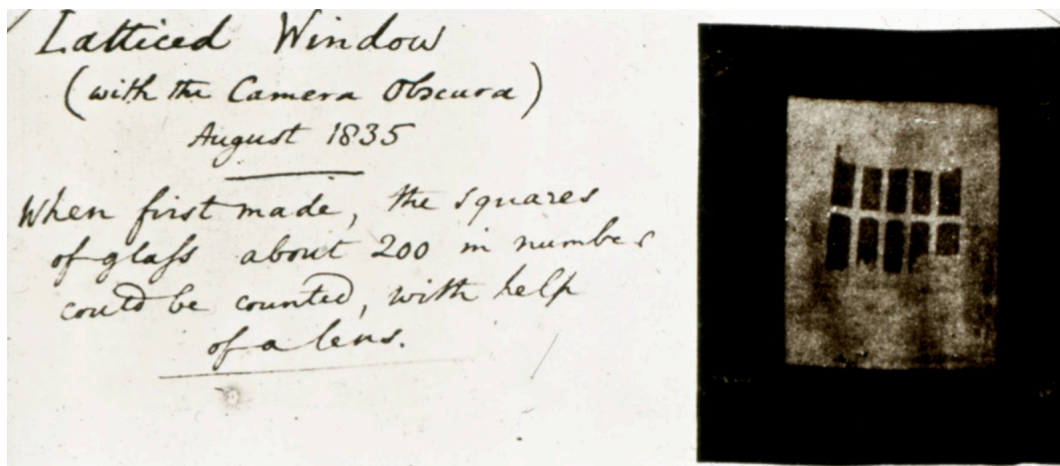 Latticed Window
(with the Camera Obscura)
August 1835
When first made, the squares
of glaſs about 200 in number
could be counted, with help
of a lens.